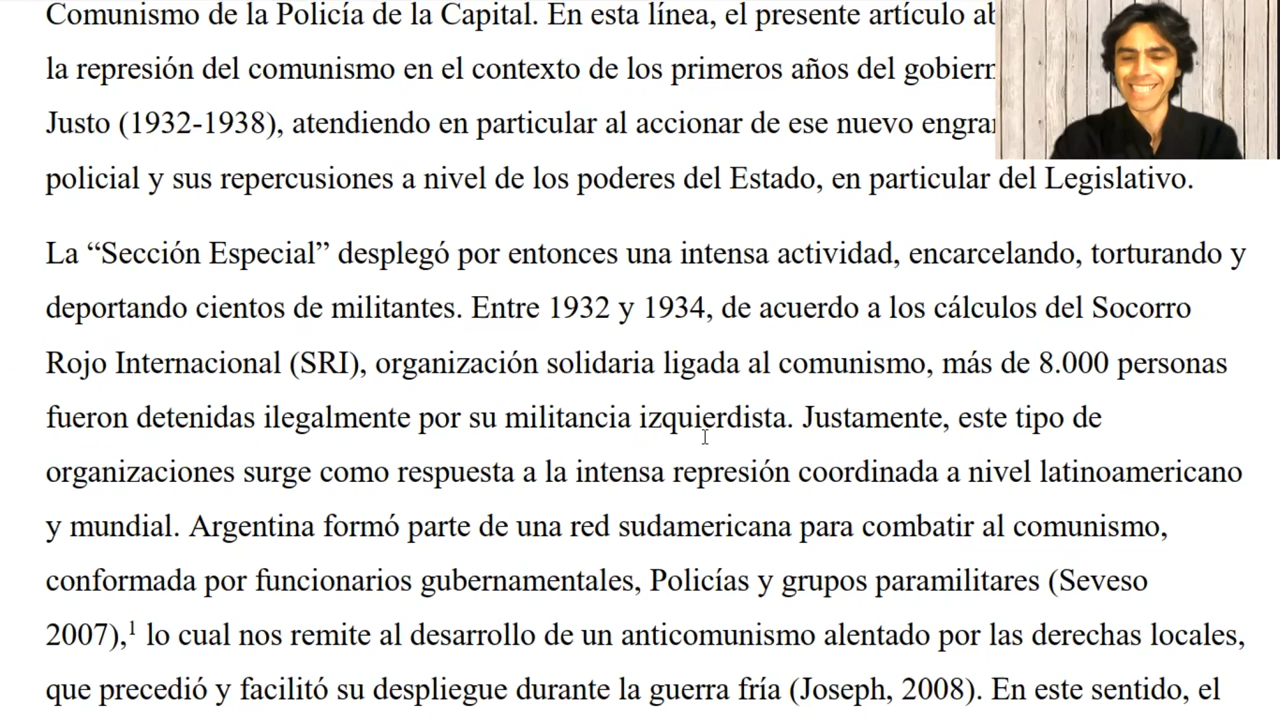 Comunismo de la Policía de la Capital. En esta línea, el presente artículo
la represión del comunismo en el contexto de los primeros años del
Justo (1932-1938), atendiendo en particular al accionar de ese nuevo
policial y sus repercusiones a nivel de los poderes del Estado, en particular del Legislativo.
La “Sección Especial” desplegó por entonces una intensa actividad, encarcelando, torturando y
deportando cientos de militantes. Entre 1932 y 1934, de acuerdo a los cálculos del Socorro
Rojo Internacional (SRI), organización solidaria ligada al comunismo, más de 8.000 personas
fueron detenidas ilegalmente por su militancia izquierdista. Justamente, este tipo de
organizaciones surge como respuesta a la intensa represión coordinada a nivel latinoamericano
y mundial. Argentina formó parte de una red sudamericana para combatir al comunismo,
conformada por funcionarios gubernamentales, Policías y grupos paramilitares (Seveso
2007),¹ lo cual nos remite al desarrollo de un anticomunismo alentado por las derechas locales,
que precedió y facilitó su despliegue durante la guerra fría (Joseph, 2008). En este sentido, el